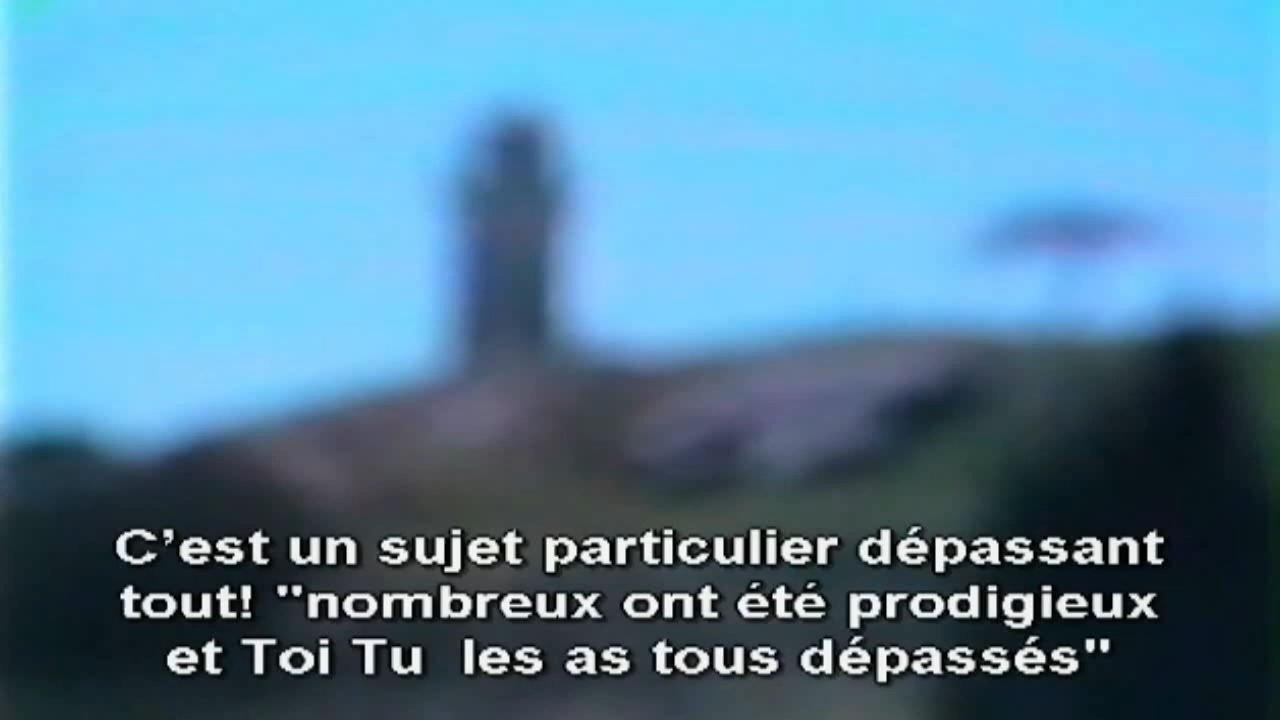 C’est un sujet particulier dépassant
tout! "nombreux ont été prodigieux
et Toi Tu  les as tous dépassés"